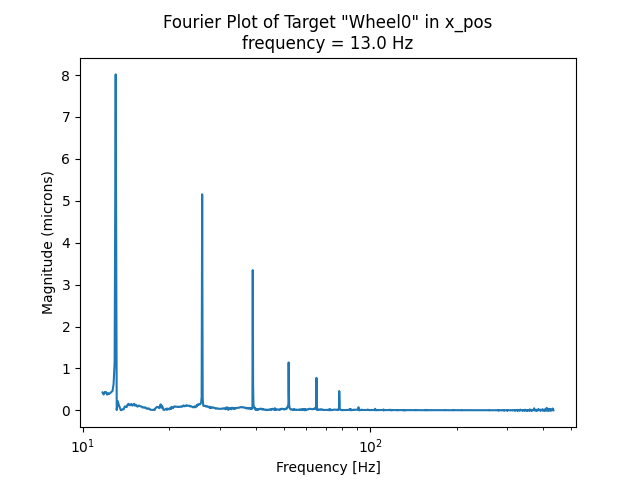 Fourier Plot of Target "Wheel0" in x_pos
frequency = 13.0 Hz
8
7
6
5
4
3
2
1
0
Magnitude (microns)
10¹
10²
Frequency [Hz]